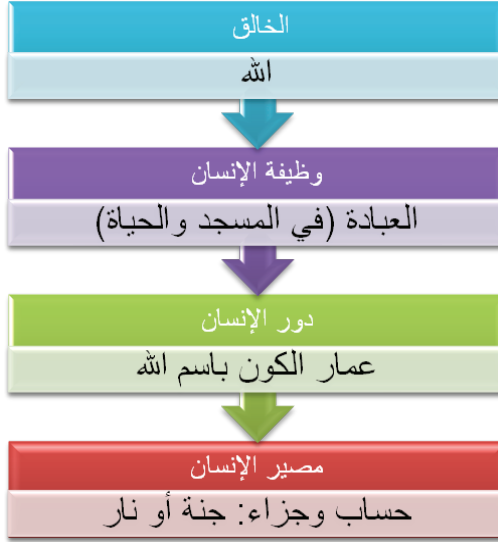 الخالق
الله
وظيفة الإنسان
العبادة (في المسجد والحياة)
دور الإنسان
عمار الكون باسم الله
مصير الإنسان
حساب وجزاء: جنة أو نار